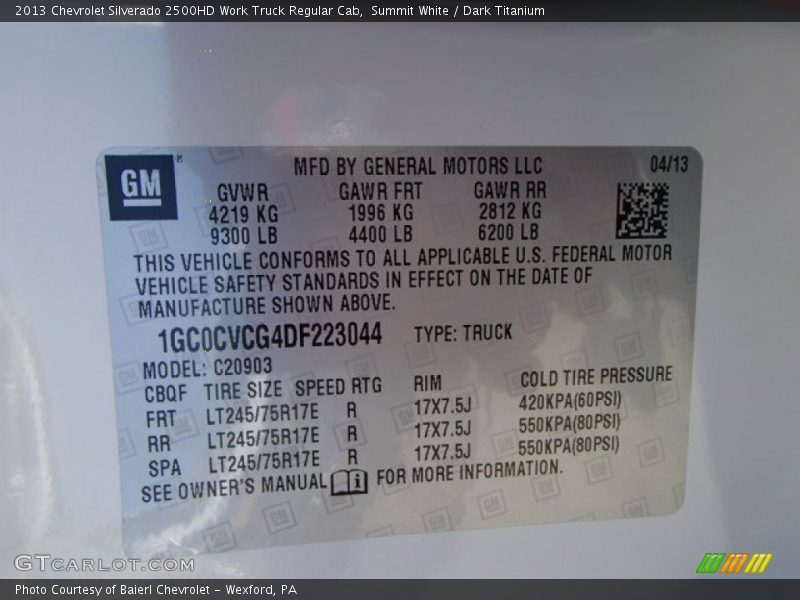 2013 Chevrolet Silverado 2500HD Work Truck Regular Cab, Summit White / Dark Titanium
GM ®
MFD BY GENERAL MOTORS LLC 04/13
GVWR GAWR FRT GAWR RR
4219 KG 1996 KG 2812 KG
9300 LB 4400 LB 6200 LB
THIS VEHICLE CONFORMS TO ALL APPLICABLE U.S. FEDERAL MOTOR
VEHICLE SAFETY STANDARDS IN EFFECT ON THE DATE OF
MANUFACTURE SHOWN ABOVE.
1GC0CVCG4DF223044 TYPE: TRUCK
MODEL: C20903
CBQF TIRE SIZE SPEED RTG RIM COLD TIRE PRESSURE
FRT LT245/75R17E R 17X7.5J 420KPA(60PSI)
RR LT245/75R17E R 17X7.5J 550KPA(80PSI)
SPA LT245/75R17E R 17X7.5J 550KPA(80PSI)
SEE OWNER'S MANUAL i FOR MORE INFORMATION.
GTCARLOT.COM
Photo Courtesy of Baierl Chevrolet - Wexford, PA